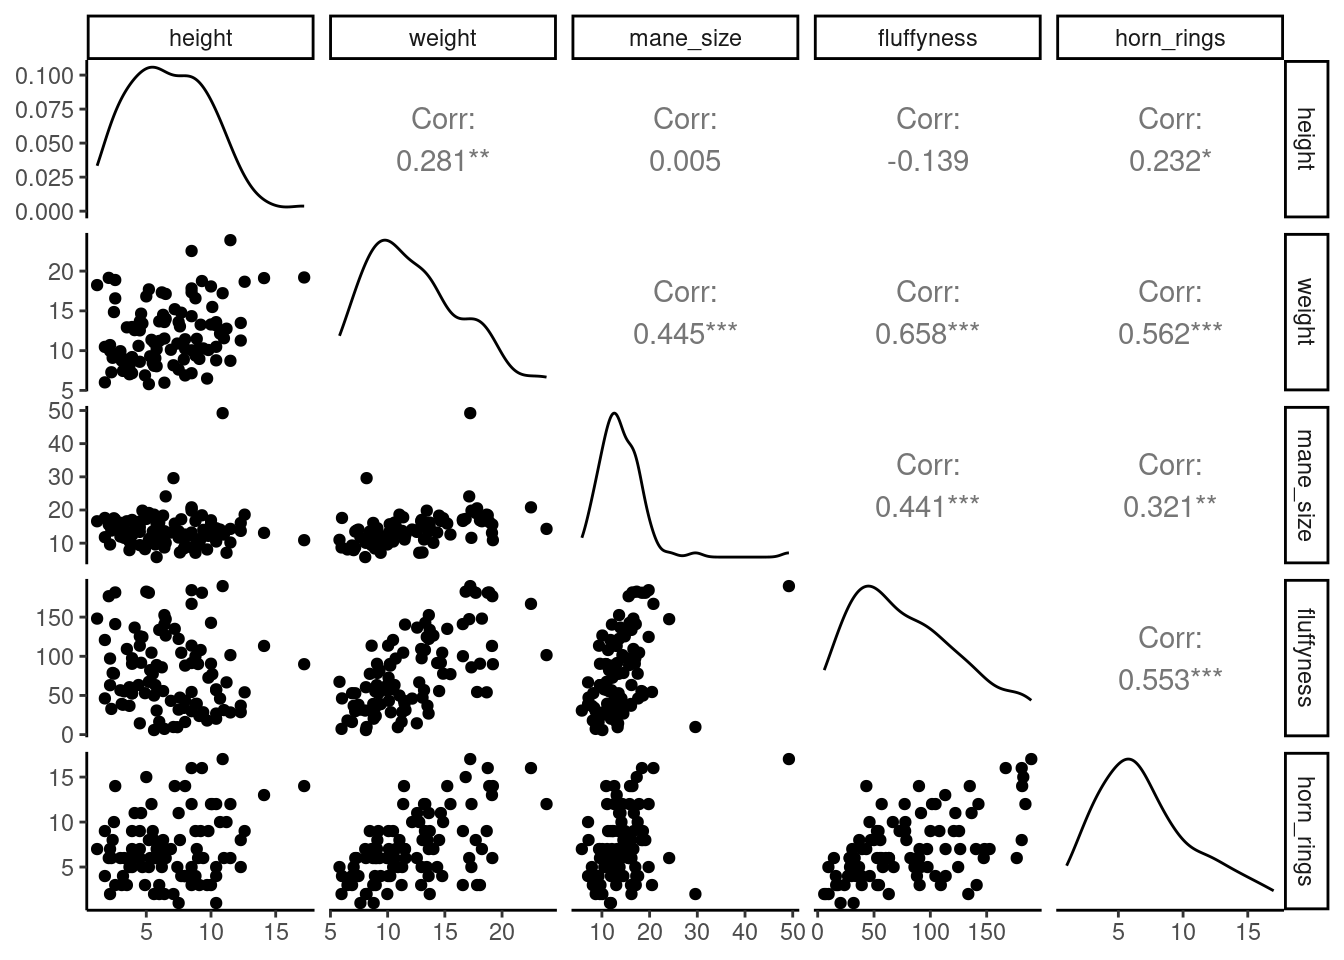 height weight mane_size fluffyness horn_rings
0.100
0.075
0.050
0.025
0.000
Corr:
0.281**
Corr:
0.005
Corr:
-0.139
Corr:
0.232*
height
20
15
10
5
Corr:
0.445***
Corr:
0.658***
Corr:
0.562***
weight
50
40
30
20
10
Corr:
0.441***
Corr:
0.321**
mane_size
150
100
50
0
Corr:
0.553***
fluffyness
15
10
5
horn_rings
5 10 15 5 10 15 20 10 20 30 40 50 0 50 100 150 5 10 15